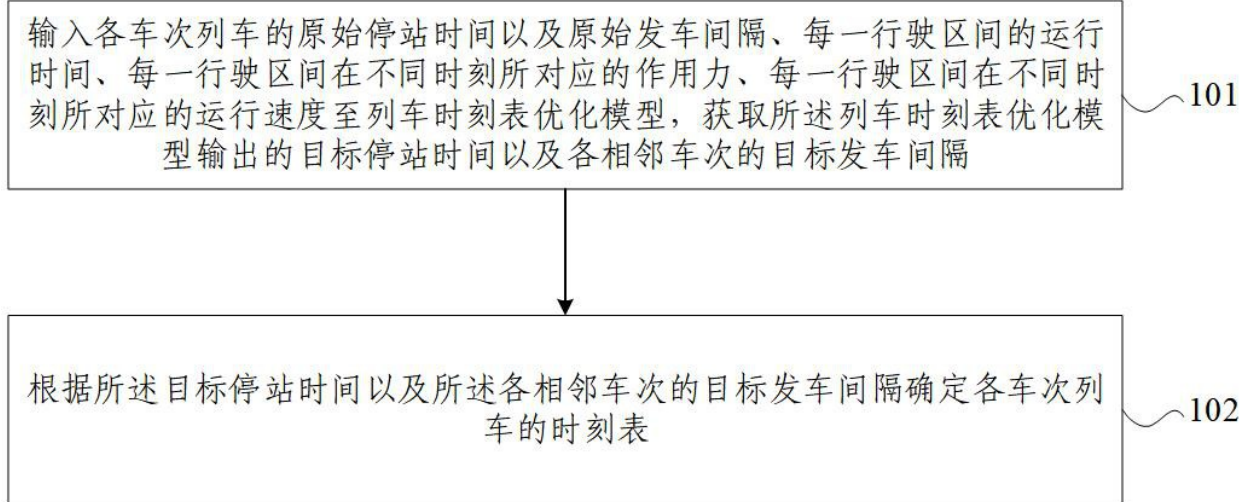 输入各车次列车的原始停站时间以及原始发车间隔、每一行驶区间的运行
时间、每一行驶区间在不同时刻所对应的作用力、每一行驶区间在不同时
刻所对应的运行速度至列车时刻表优化模型，获取所述列车时刻表优化模
型输出的目标停站时间以及各相邻车次的目标发车间隔
101
根据所述目标停站时间以及所述各相邻车次的目标发车间隔确定各车次列
车的时刻表
102